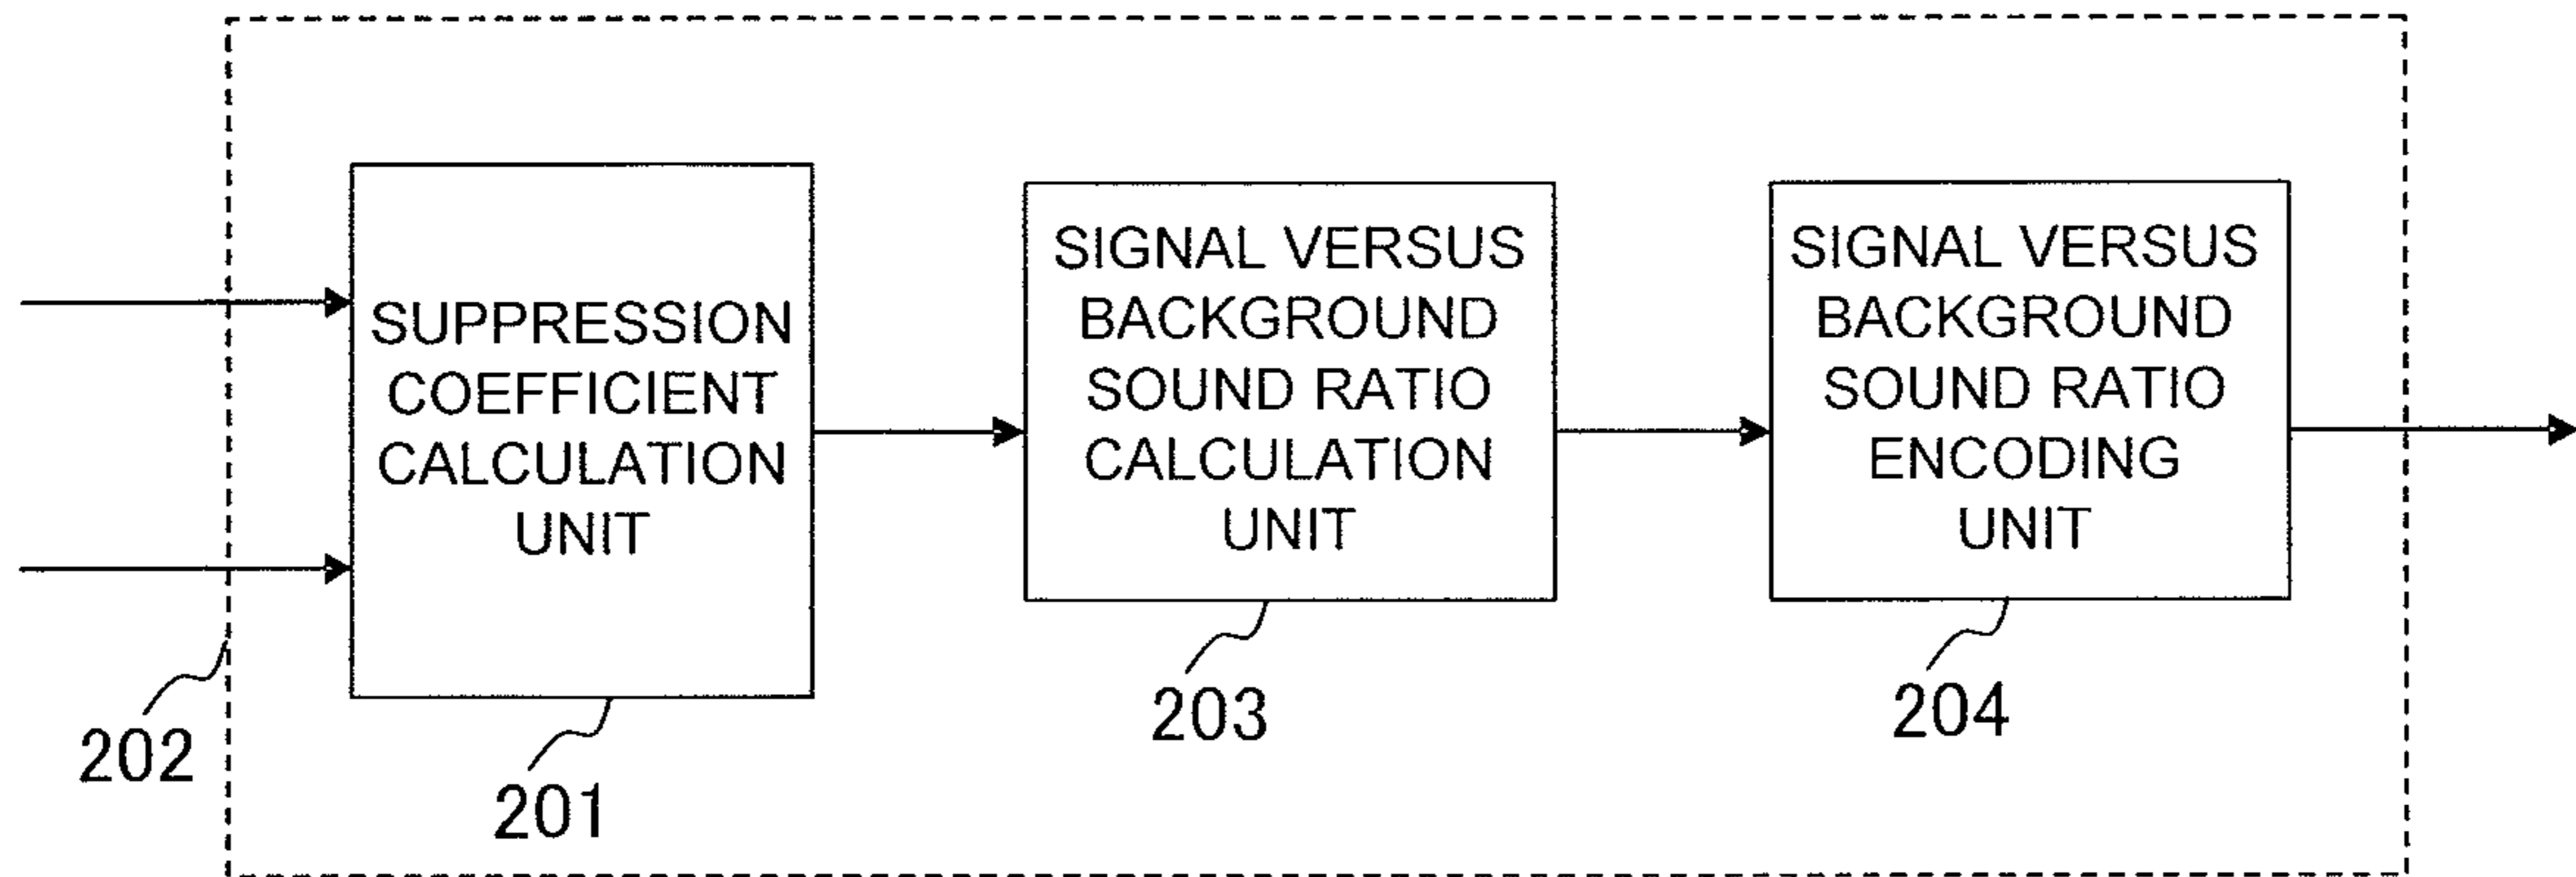 SUPPRESSION
COEFFICIENT
CALCULATION
UNIT
SIGNAL VERSUS
BACKGROUND
SOUND RATIO
CALCULATION
UNIT
SIGNAL VERSUS
BACKGROUND
SOUND RATIO
ENCODING
UNIT
202
201
203
204